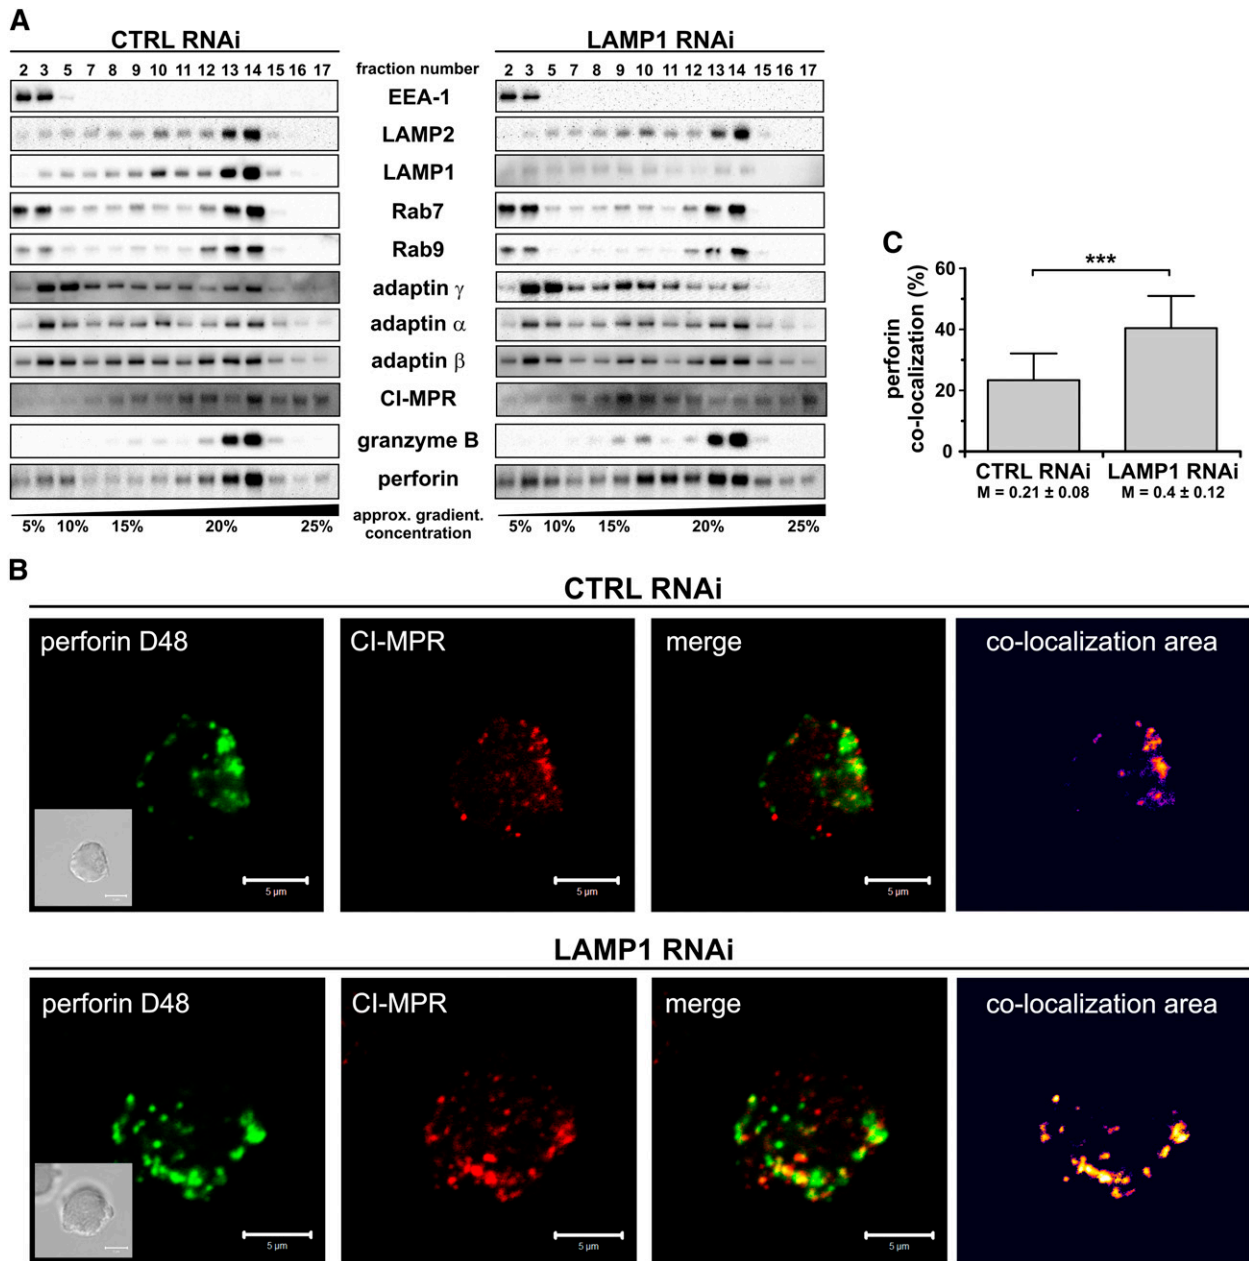 A
CTRL RNAi
LAMP1 RNAi
2 3 5 7 8 9 10 11 12 13 14 15 16 17
fraction number
2 3 5 7 8 9 10 11 12 13 14 15 16 17
EEA-1
LAMP2
LAMP1
Rab7
Rab9
adaptin γ
adaptin α
adaptin β
CI-MPR
granzyme B
perforin
5% 10% 15% 20% 25%
approx. gradient.
concentration
5% 10% 15% 20% 25%
C
perforin
co-localization (%)
60
40
20
0
***
CTRL RNAi
LAMP1 RNAi
M = 0.21 ± 0.08
M = 0.4 ± 0.12
B
CTRL RNAi
perforin D48
CI-MPR
merge
co-localization area
5 µm
5 µm
5 µm
LAMP1 RNAi
perforin D48
CI-MPR
merge
co-localization area
5 µm
5 µm
5 µm